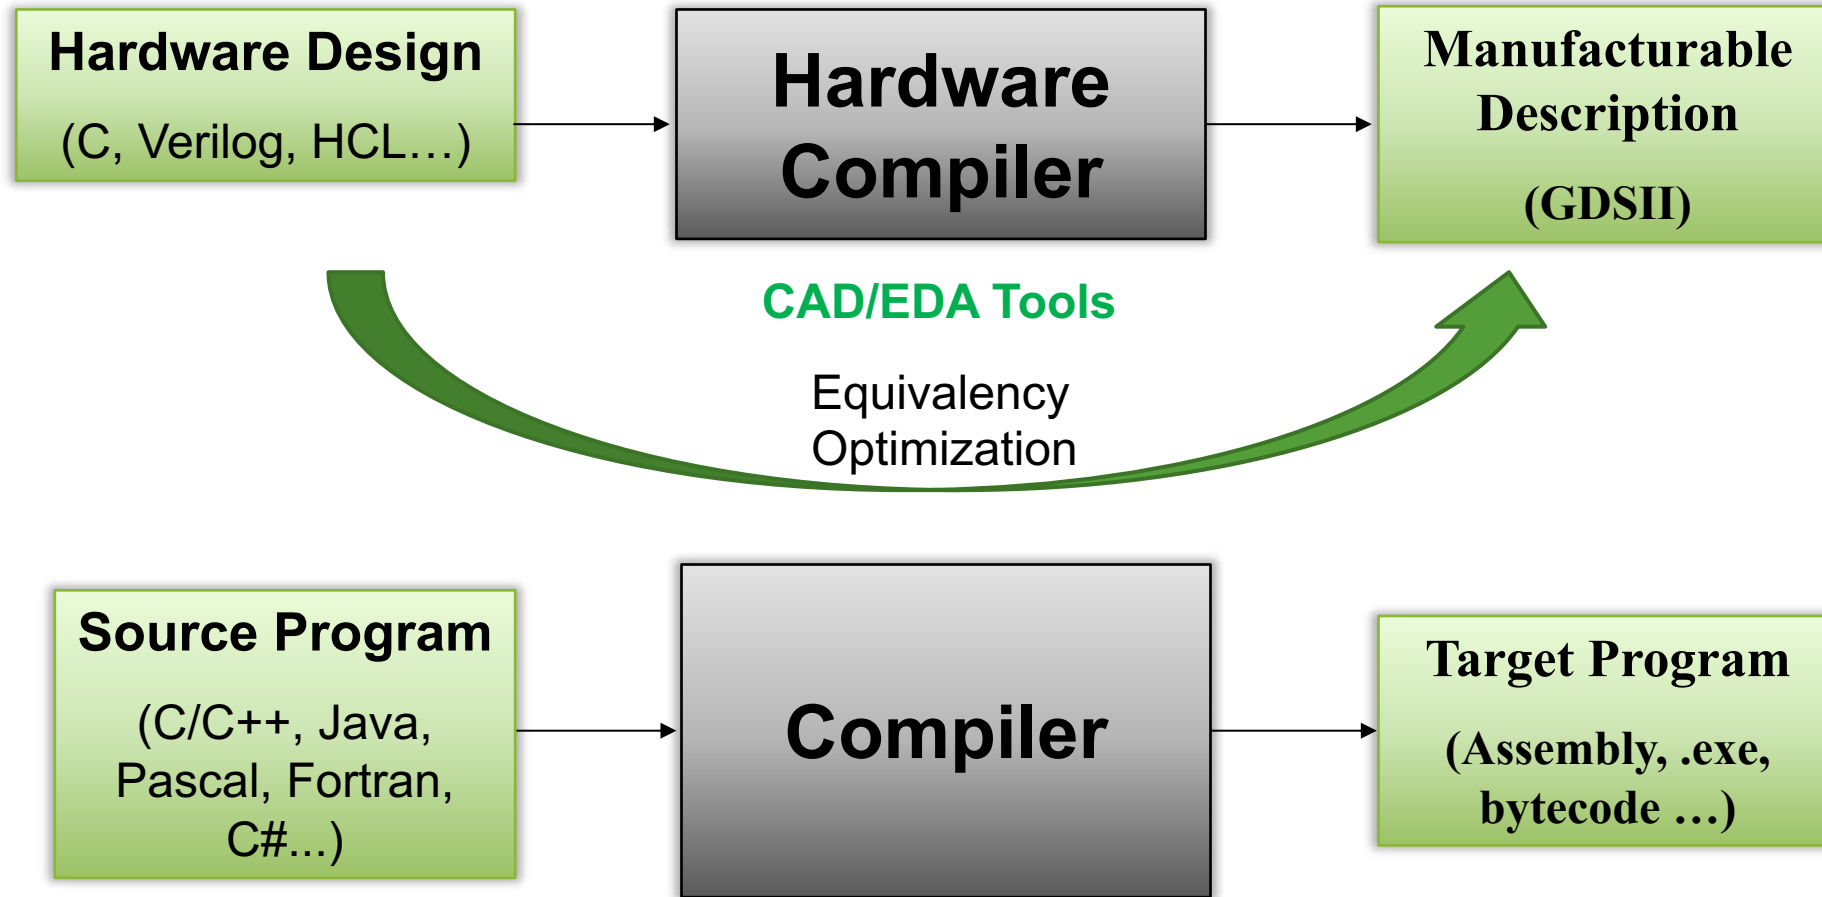 Hardware Design
(C, Verilog, HCL…)
Hardware
Compiler
Manufacturable
Description
(GDSII)
CAD/EDA Tools
Equivalency
Optimization
Source Program
(C/C++, Java,
Pascal, Fortran,
C#...)
Compiler
Target Program
(Assembly, .exe,
bytecode …)